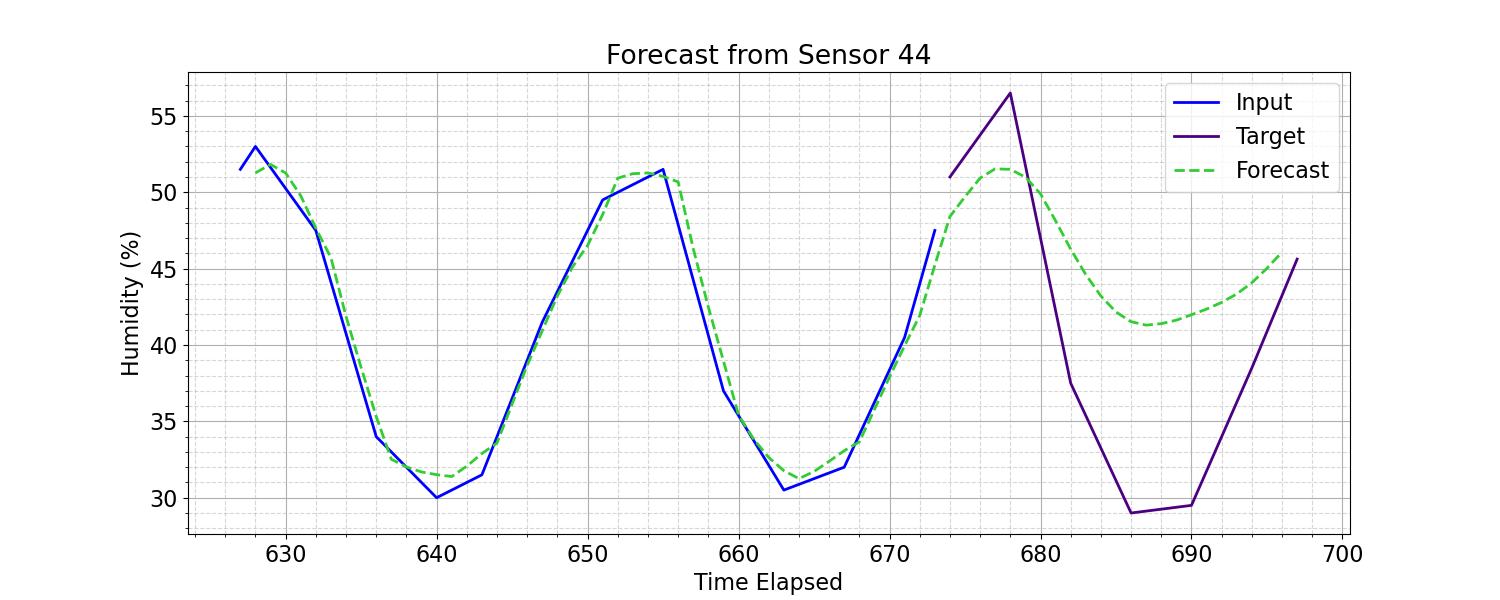 Forecast from Sensor 44
Input
Target
Forecast
Humidity (%)
55
50
45
40
35
30
630 640 650 660 670 680 690 700
Time Elapsed